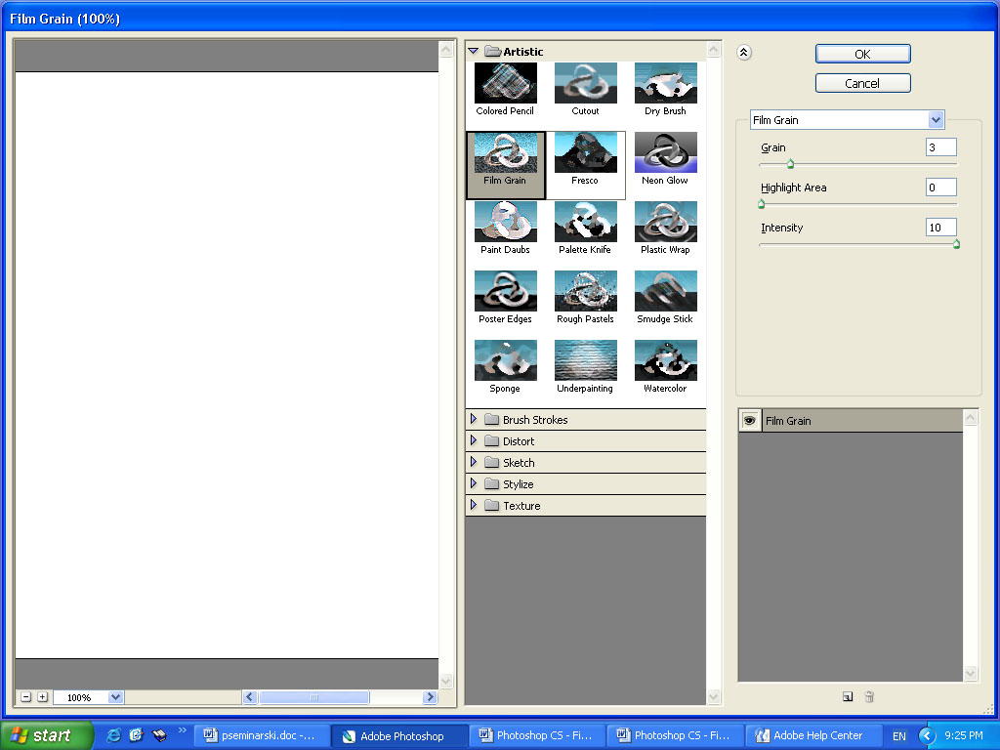 Film Grain (100%)
100%
Artistic
Colored Pencil
Cutout
Dry Brush
Film Grain
Fresco
Neon Glow
Paint Daubs
Palette Knife
Plastic Wrap
Poster Edges
Rough Pastels
Smudge Stick
Sponge
Underpainting
Watercolor
Brush Strokes
Distort
Sketch
Stylize
Texture
OK
Cancel
Film Grain
Grain 3
Highlight Area 0
Intensity 10
Film Grain
start
pseminarski.doc -...
Adobe Photoshop
Photoshop CS - Fi...
Photoshop CS - Fi...
Adobe Help Center
EN
9:25 PM